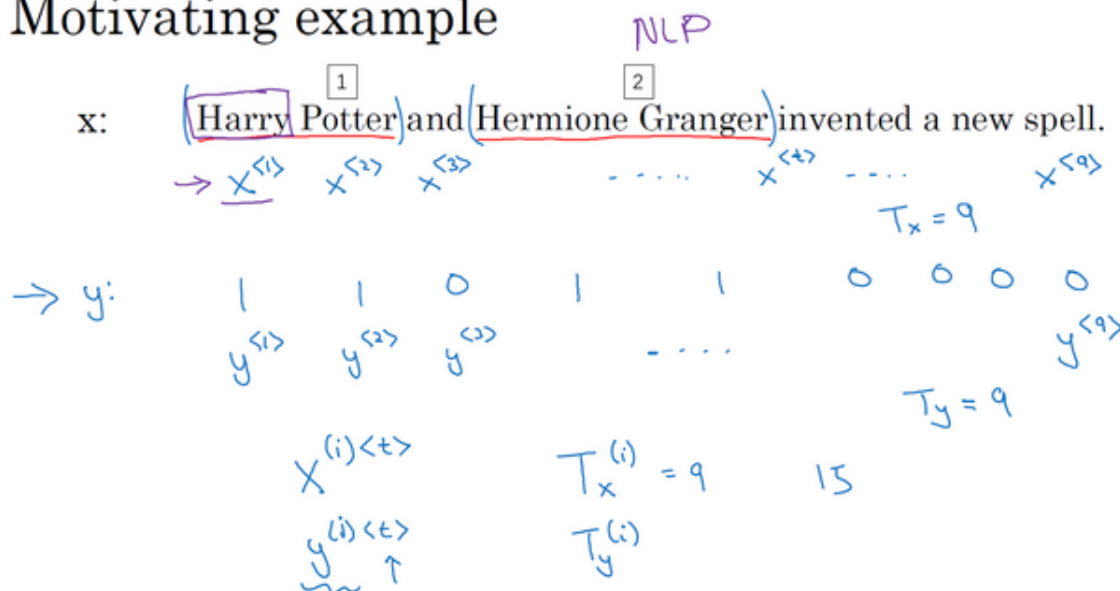 Motivating example
NLP
1 2
x: (Harry Potter) and (Hermione Granger) invented a new spell.
→ x<1> x<2> x<3> ..... x<t> .... x<9>
Tx = 9
→ y: 1 1 0 1 1 0 0 0 0
y<1> y<2> y<3> ..... y<9>
Ty = 9
X(i)<t> Tx(i) = 9 15
y(i)<t> Ty(i)
↑